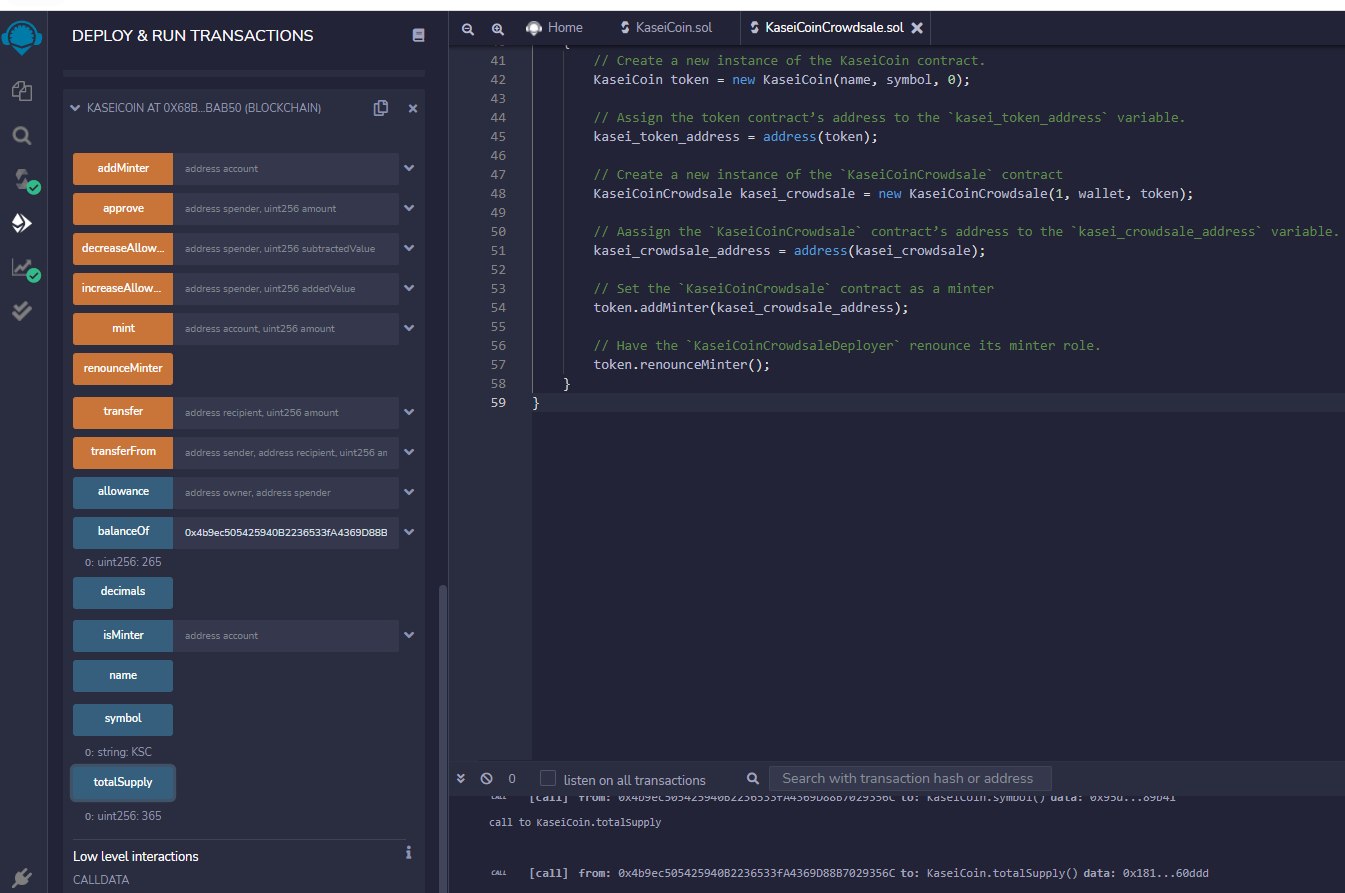 DEPLOY & RUN TRANSACTIONS
KASEICOIN AT 0X68B...BAB50 (BLOCKCHAIN)
addMinter address account
approve address spender, uint256 amount
decreaseAllow... address spender, uint256 subtractedValue
increaseAllow... address spender, uint256 addedValue
mint address account, uint256 amount
renounceMinter
transfer address recipient, uint256 amount
transferFrom address sender, address recipient, uint256 an
allowance address owner, address spender
balanceOf 0x4b9ec505425940B2236533fA4369D88B
0: uint256: 265
decimals
isMinter address account
name
symbol
0: string: KSC
totalSupply
0: uint256: 365
Low level interactions
CALLDATA
Home KaseiCoin.sol KaseiCoinCrowdsale.sol
41 // Create a new instance of the KaseiCoin contract.
42 KaseiCoin token = new KaseiCoin(name, symbol, 0);
43
44 // Assign the token contract’s address to the `kasei_token_address` variable.
45 kasei_token_address = address(token);
46
47 // Create a new instance of the `KaseiCoinCrowdsale` contract
48 KaseiCoinCrowdsale kasei_crowdsale = new KaseiCoinCrowdsale(1, wallet, token);
49
50 // Aassign the `KaseiCoinCrowdsale` contract’s address to the `kasei_crowdsale_address` variable.
51 kasei_crowdsale_address = address(kasei_crowdsale);
52
53 // Set the `KaseiCoinCrowdsale` contract as a minter
54 token.addMinter(kasei_crowdsale_address);
55
56 // Have the `KaseiCoinCrowdsaleDeployer` renounce its minter role.
57 token.renounceMinter();
58 }
59 }
0 listen on all transactions Search with transaction hash or address
CALL [call] from: 0x4b9ec505425940B2236533fA4369D88B7029356C to: KaseiCoin.symbol() data: 0x95d...89b41
call to KaseiCoin.totalSupply
CALL [call] from: 0x4b9ec505425940B2236533fA4369D88B7029356C to: KaseiCoin.totalSupply() data: 0x181...60ddd